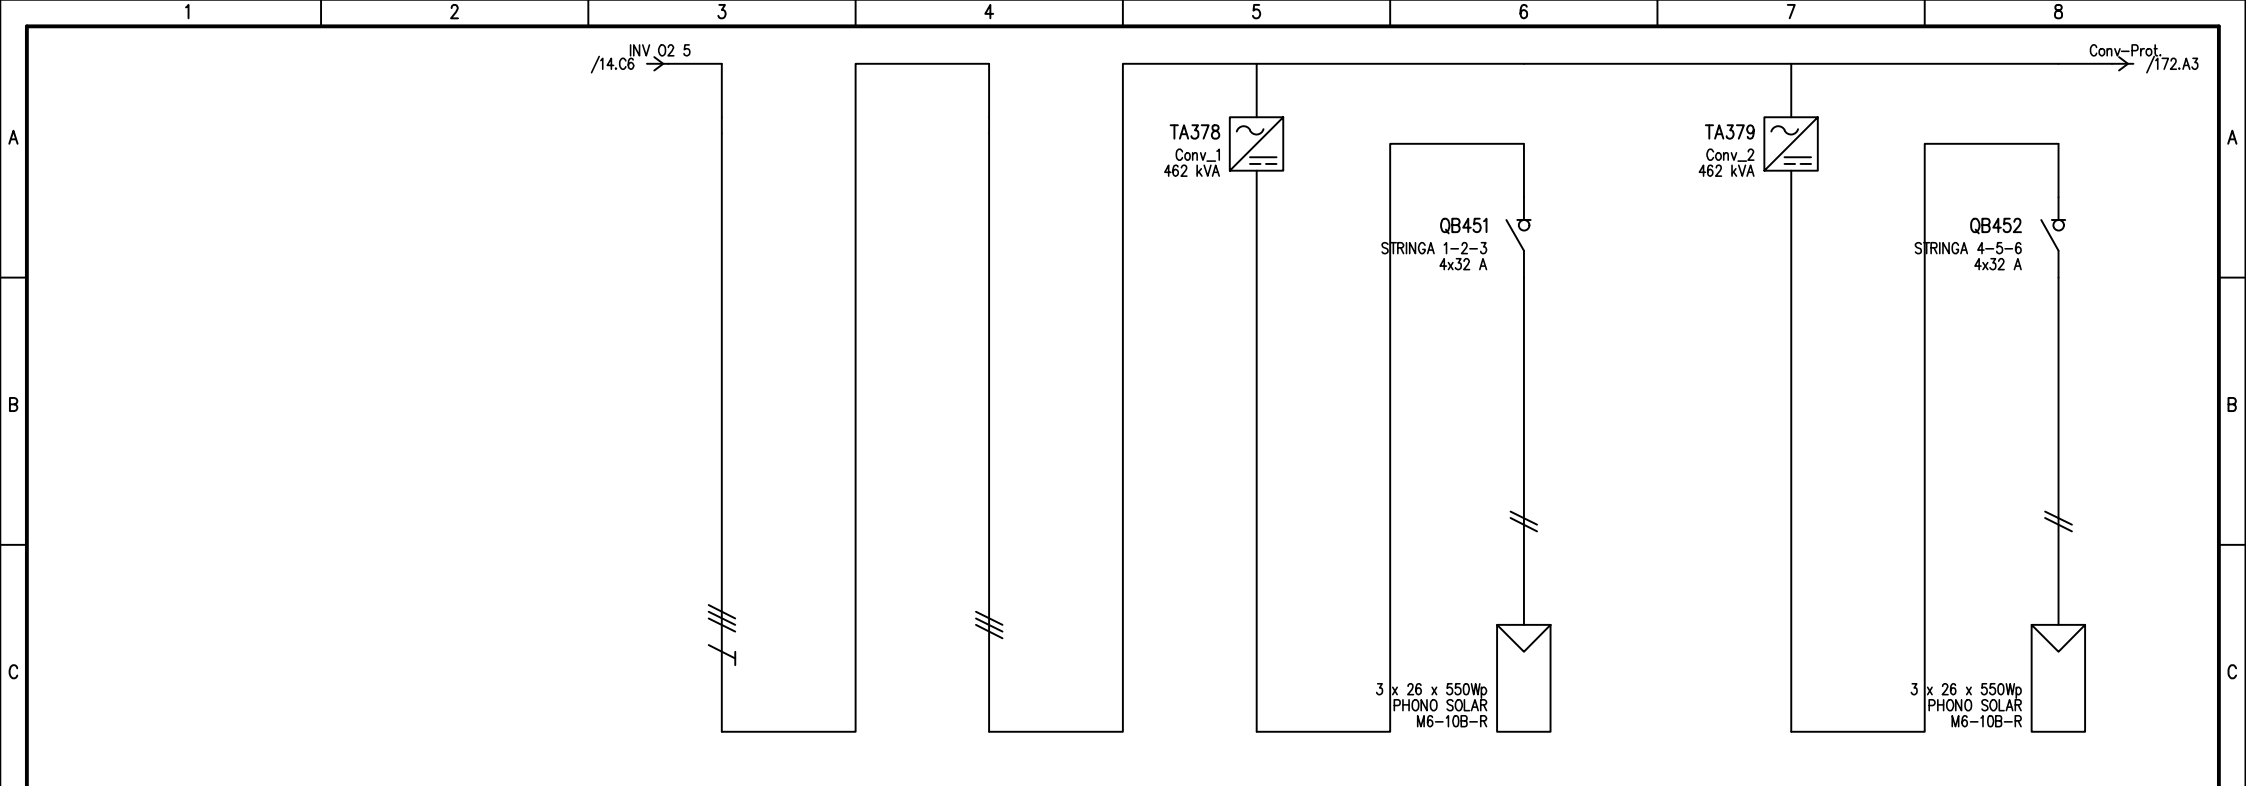 1 2 3 4 5 6 7 8
INV_02 5
/14.C6
Conv-Prot.
/172.A3
A
A
TA378
Conv_1
462 kVA
TA379
Conv_2
462 kVA
QB451
STRINGA 1-2-3
4x32 A
QB452
STRINGA 4-5-6
4x32 A
B
B
C
C
3 x 26 x 550Wp
PHONO SOLAR
M6-10B-R
3 x 26 x 550Wp
PHONO SOLAR
M6-10B-R